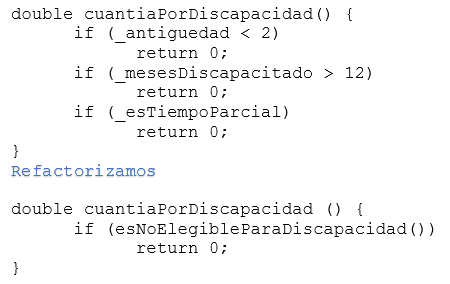 double cuantiaPorDiscapacidad() {
if (_antiguedad < 2)
return 0;
if (_mesesDiscapacitado > 12)
return 0;
if (_esTiempoParcial)
return 0;
}
Refactorizamos
double cuantiaPorDiscapacidad () {
if (esNoElegibleParaDiscapacidad())
return 0;
}